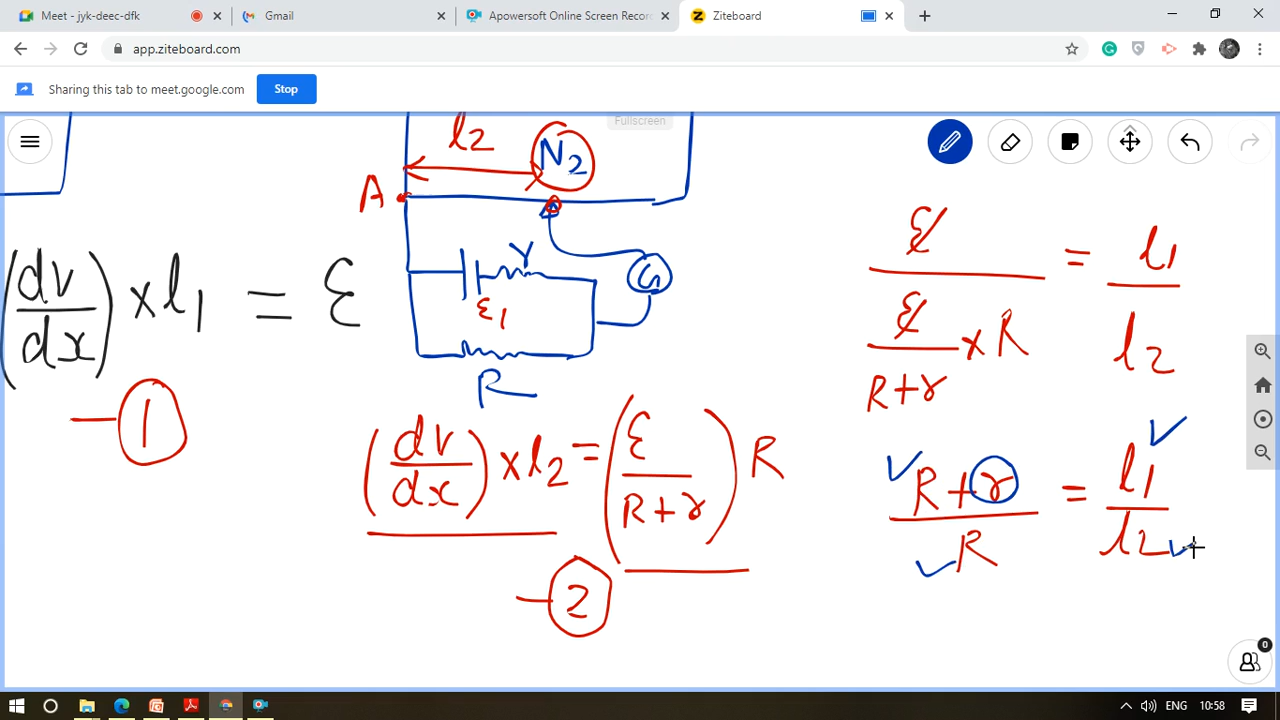 Meet - jyk-deec-dfk
Gmail
Apowersoft Online Screen Recor
Ziteboard
app.ziteboard.com
Sharing this tab to meet.google.com
Stop
Fullscreen
l2
N2
A
r
ε1
G
R
(dv/dx) x l1 = ε
- 1
(dv/dx) x l2 = (ε/(R+r)) R
- 2
ε / (ε/(R+r) x R) = l1/l2
(R+r)/R = l1/l2
0
ENG
10:58